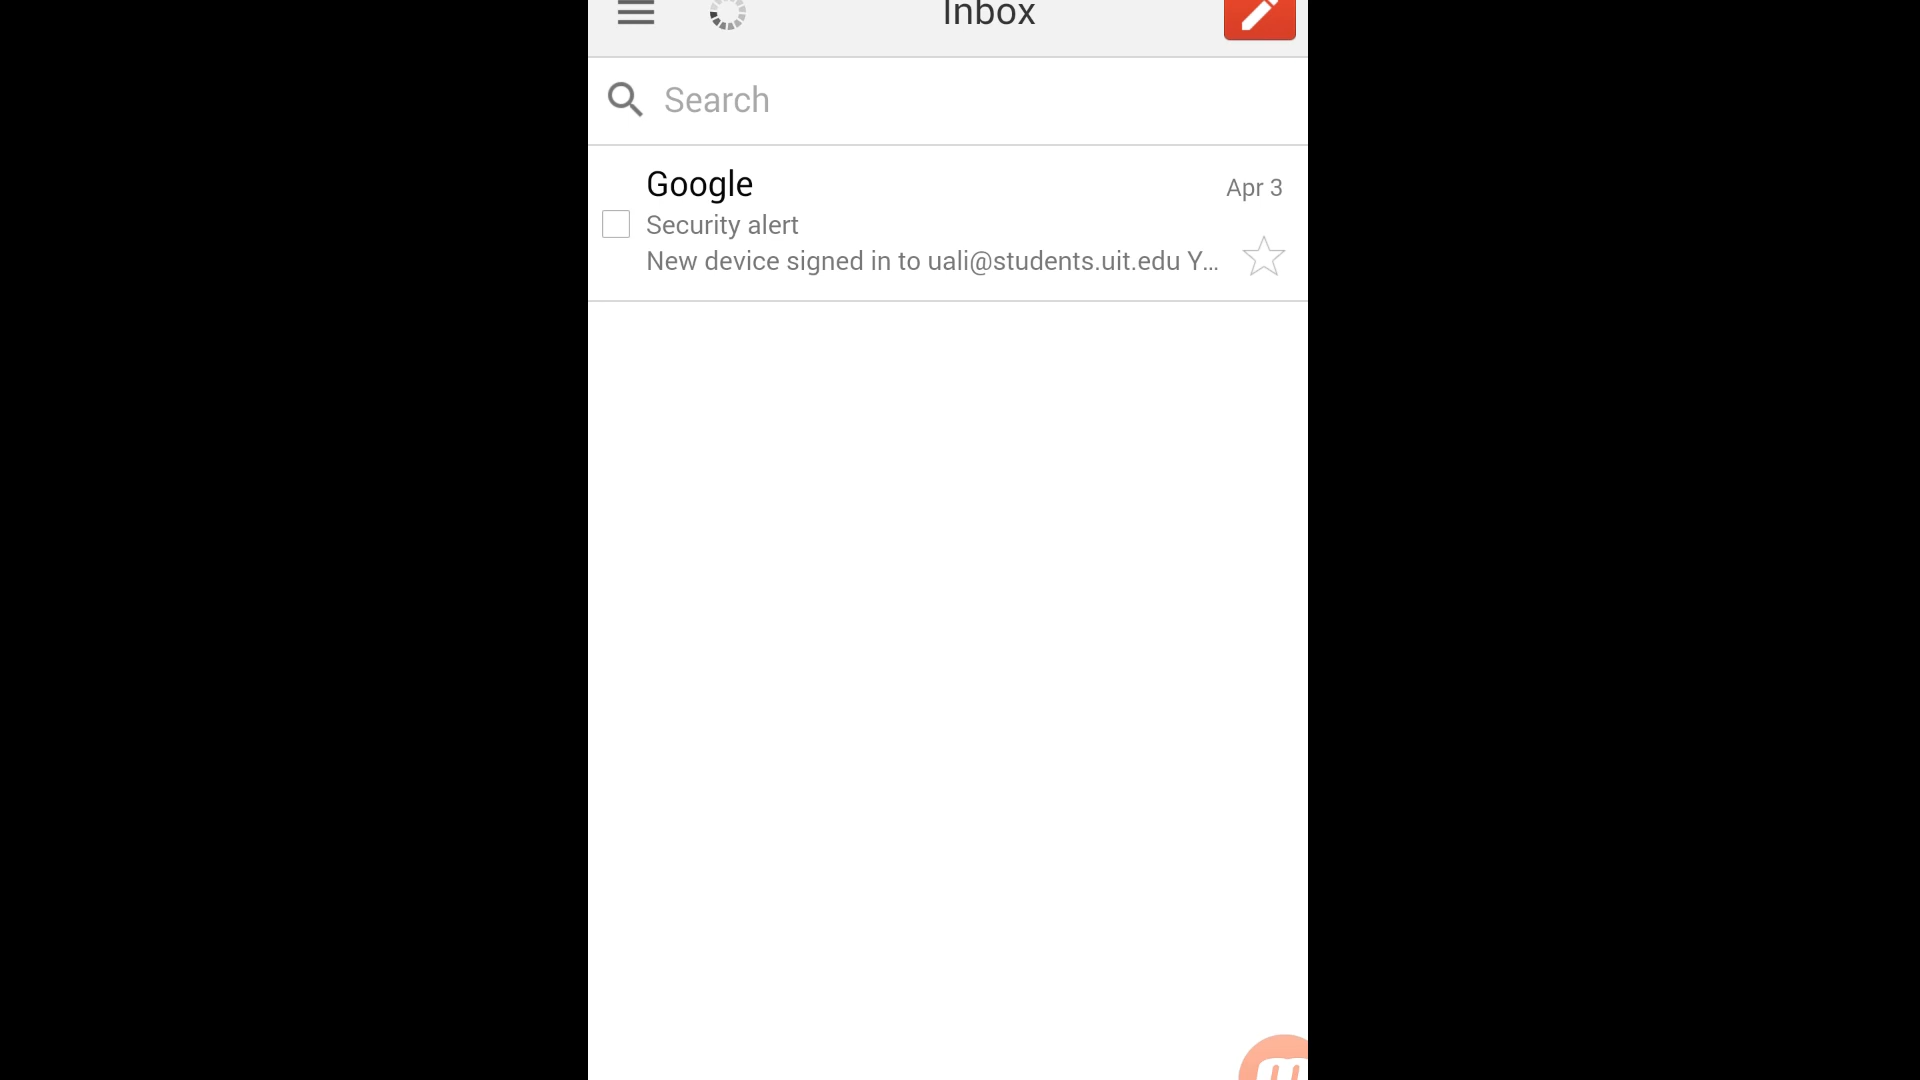 Inbox
Search
Google
Apr 3
Security alert
New device signed in to uali@students.uit.edu Y...